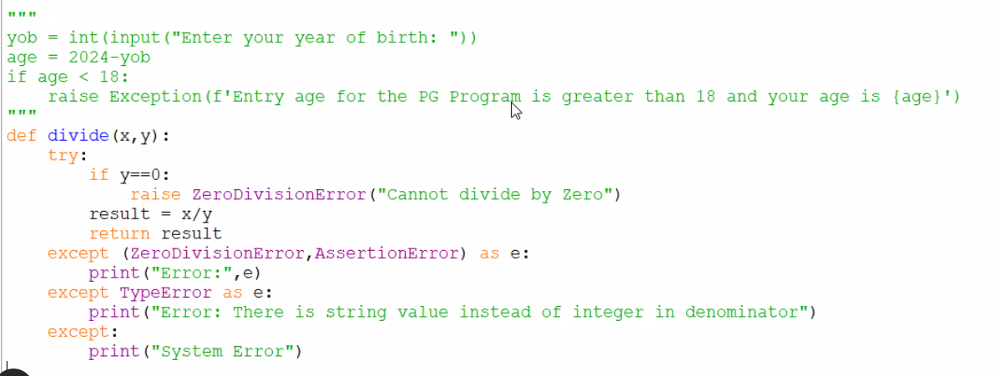 """
yob = int(input("Enter your year of birth: "))
age = 2024-yob
if age < 18:
    raise Exception(f'Entry age for the PG Program is greater than 18 and your age is {age}')
"""
def divide(x,y):
    try:
        if y==0:
            raise ZeroDivisionError("Cannot divide by Zero")
        result = x/y
        return result
    except (ZeroDivisionError,AssertionError) as e:
        print("Error:",e)
    except TypeError as e:
        print("Error: There is string value instead of integer in denominator")
    except:
        print("System Error")